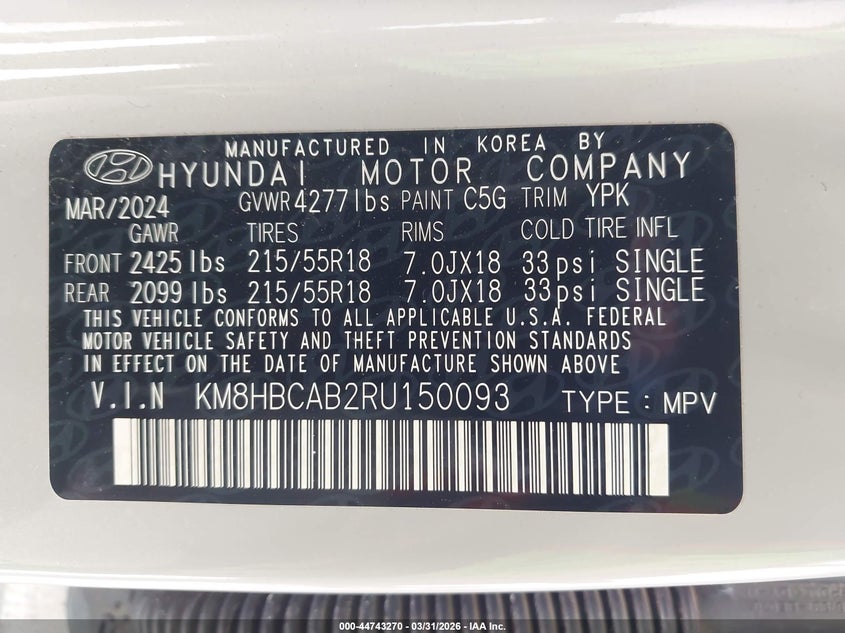 MANUFACTURED IN KOREA BY
HYUNDAI MOTOR COMPANY
MAR/2024 GVWR 4277lbs PAINT C5G TRIM YPK
GAWR TIRES RIMS COLD TIRE INFL
FRONT 2425 lbs 215/55R18 7.0JX18 33psi SINGLE
REAR 2099 lbs 215/55R18 7.0JX18 33psi SINGLE
THIS VEHICLE CONFORMS TO ALL APPLICABLE U.S.A. FEDERAL
MOTOR VEHICLE SAFETY AND THEFT PREVENTION STANDARDS
IN EFFECT ON THE DATE OF MANUFACTURE SHOWN ABOVE
V.I.N KM8HBCAB2RU150093 TYPE : MPV
000-44743270 — 03/31/2026 — IAA Inc.